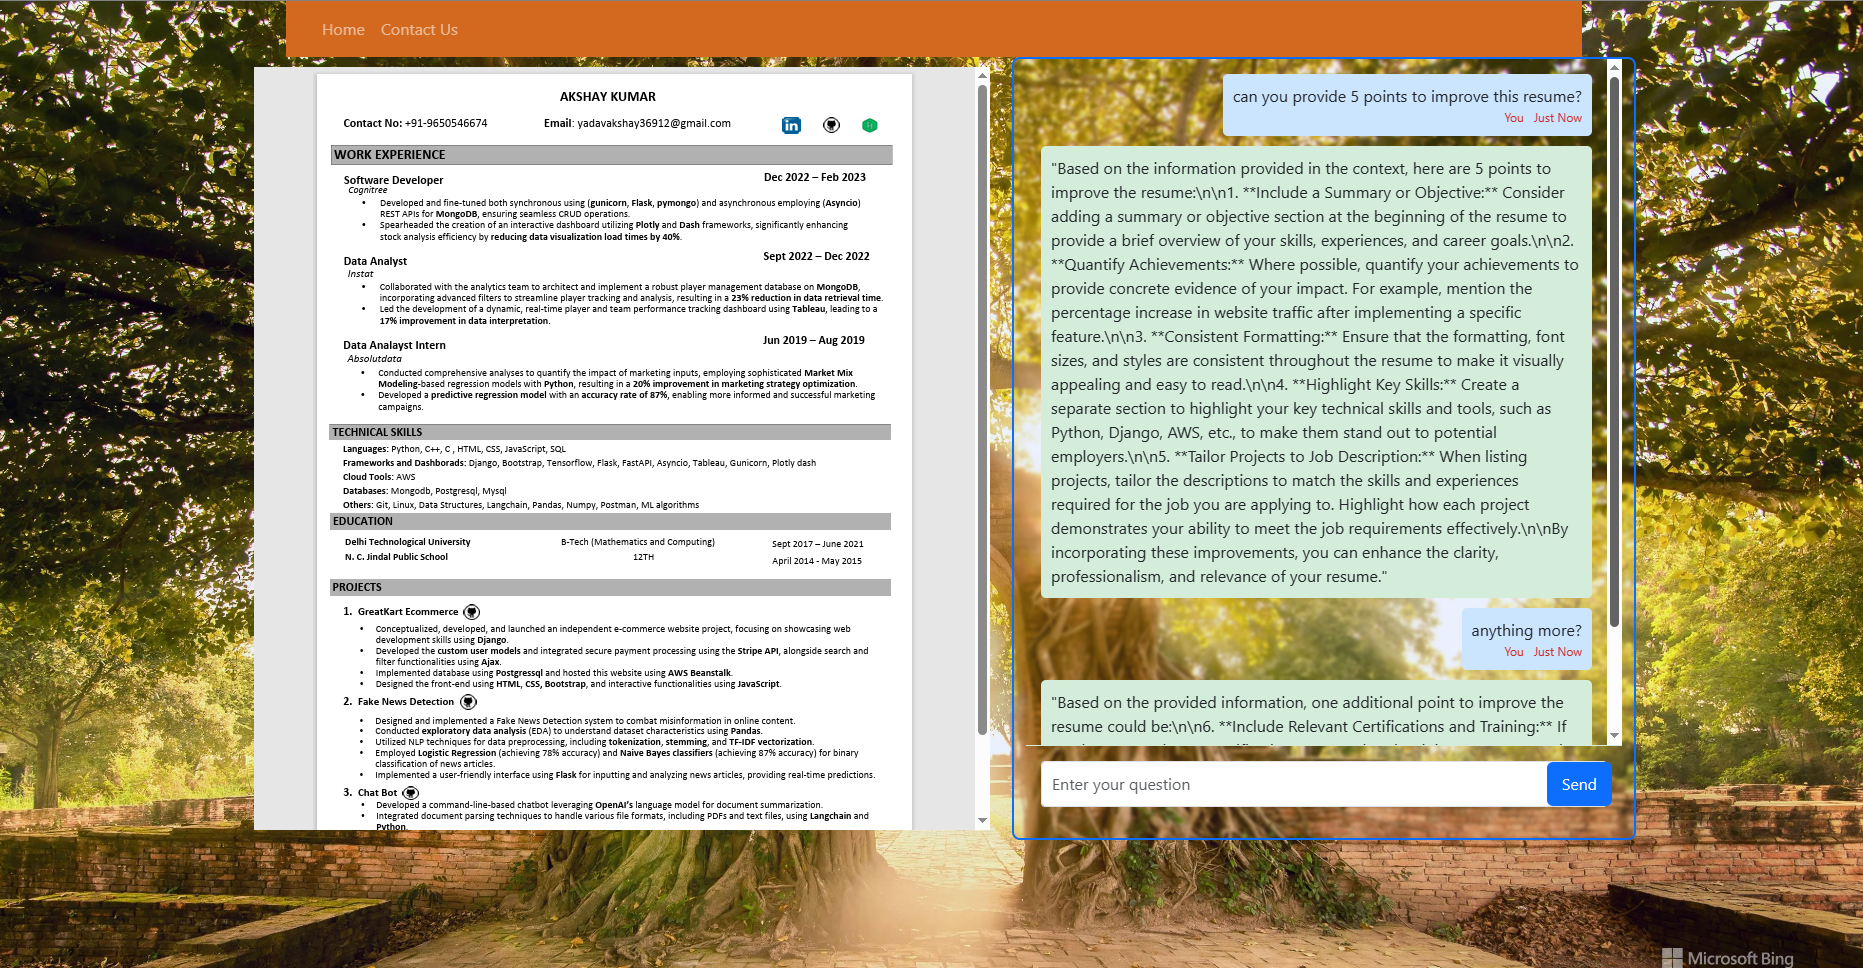 Home Contact Us
AKSHAY KUMAR
Contact No: +91-9650546674 Email: yadavakshay36912@gmail.com
in
WORK EXPERIENCE
Software Developer Dec 2022 – Feb 2023
Cognitree
• Developed and fine-tuned both synchronous using (gunicorn, Flask, pymongo) and asynchronous employing (Asyncio)
REST APIs for MongoDB, ensuring seamless CRUD operations.
• Spearheaded the creation of an interactive dashboard utilizing Plotly and Dash frameworks, significantly enhancing
stock analysis efficiency by reducing data visualization load times by 40%.
Data Analyst Sept 2022 – Dec 2022
Instat
• Collaborated with the analytics team to architect and implement a robust player management database on MongoDB,
incorporating advanced filters to streamline player tracking and analysis, resulting in a 23% reduction in data retrieval time.
• Led the development of a dynamic, real-time player and team performance tracking dashboard using Tableau, leading to a
17% improvement in data interpretation.
Data Analayst Intern Jun 2019 – Aug 2019
Absolutdata
• Conducted comprehensive analyses to quantify the impact of marketing inputs, employing sophisticated Market Mix
Modeling-based regression models with Python, resulting in a 20% improvement in marketing strategy optimization.
• Developed a predictive regression model with an accuracy rate of 87%, enabling more informed and successful marketing
campaigns.
TECHNICAL SKILLS
Languages: Python, C++, C , HTML, CSS, JavaScript, SQL
Frameworks and Dashborads: Django, Bootstrap, Tensorflow, Flask, FastAPI, Asyncio, Tableau, Gunicorn, Plotly dash
Cloud Tools: AWS
Databases: Mongodb, Postgresql, Mysql
Others: Git, Linux, Data Structures, Langchain, Pandas, Numpy, Postman, ML algorithms
EDUCATION
Delhi Technological University B-Tech (Mathematics and Computing) Sept 2017 – June 2021
N. C. Jindal Public School 12TH April 2014 - May 2015
PROJECTS
1. GreatKart Ecommerce
• Conceptualized, developed, and launched an independent e-commerce website project, focusing on showcasing web
development skills using Django.
• Developed the custom user models and integrated secure payment processing using the Stripe API, alongside search and
filter functionalities using Ajax.
• Implemented database using Postgressql and hosted this website using AWS Beanstalk.
• Designed the front-end using HTML, CSS, Bootstrap, and interactive functionalities using JavaScript.
2. Fake News Detection
• Designed and implemented a Fake News Detection system to combat misinformation in online content.
• Conducted exploratory data analysis (EDA) to understand dataset characteristics using Pandas.
• Utilized NLP techniques for data preprocessing, including tokenization, stemming, and TF-IDF vectorization.
• Employed Logistic Regression (achieving 78% accuracy) and Naive Bayes classifiers (achieving 87% accuracy) for binary
classification of news articles.
• Implemented a user-friendly interface using Flask for inputting and analyzing news articles, providing real-time predictions.
3. Chat Bot
• Developed a command-line-based chatbot leveraging OpenAI's language model for document summarization.
• Integrated document parsing techniques to handle various file formats, including PDFs and text files, using Langchain and
Python.
can you provide 5 points to improve this resume?
You Just Now
"Based on the information provided in the context, here are 5 points to
improve the resume:\n\n1. **Include a Summary or Objective:** Consider
adding a summary or objective section at the beginning of the resume to
provide a brief overview of your skills, experiences, and career goals.\n\n2.
**Quantify Achievements:** Where possible, quantify your achievements to
provide concrete evidence of your impact. For example, mention the
percentage increase in website traffic after implementing a specific
feature.\n\n3. **Consistent Formatting:** Ensure that the formatting, font
sizes, and styles are consistent throughout the resume to make it visually
appealing and easy to read.\n\n4. **Highlight Key Skills:** Create a
separate section to highlight your key technical skills and tools, such as
Python, Django, AWS, etc., to make them stand out to potential
employers.\n\n5. **Tailor Projects to Job Description:** When listing
projects, tailor the descriptions to match the skills and experiences
required for the job you are applying to. Highlight how each project
demonstrates your ability to meet the job requirements effectively.\n\nBy
incorporating these improvements, you can enhance the clarity,
professionalism, and relevance of your resume."
anything more?
You Just Now
"Based on the provided information, one additional point to improve the
resume could be:\n\n6. **Include Relevant Certifications and Training:** If
Enter your question
Send
Microsoft Bing